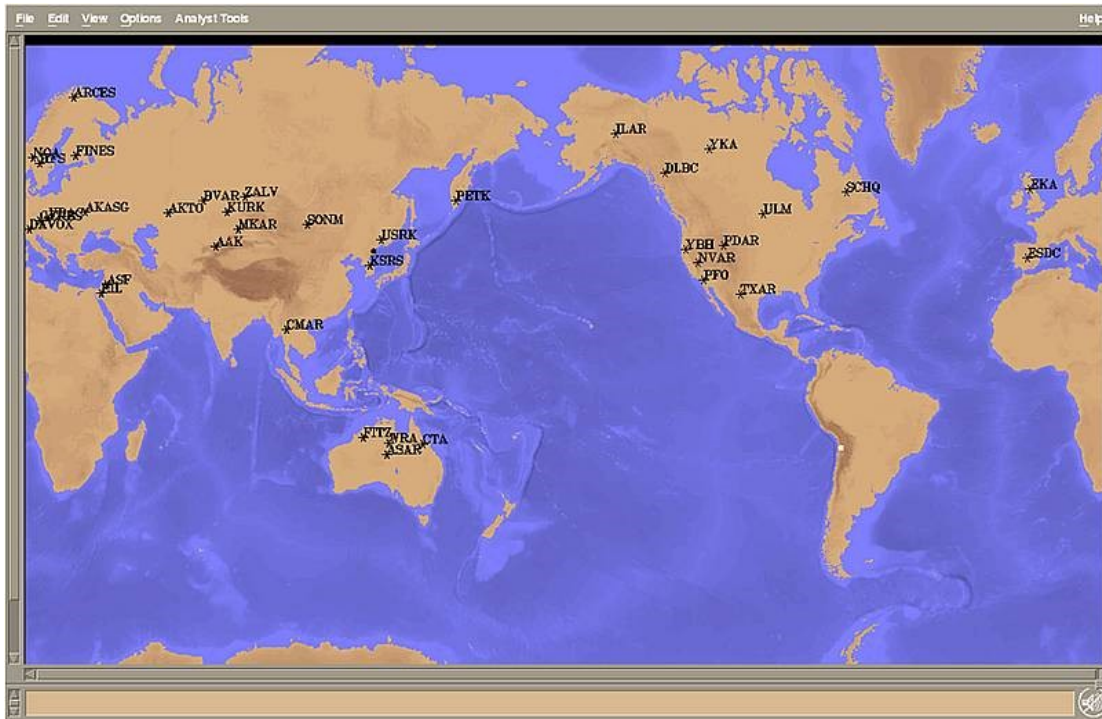 File Edit View Options Analyst Tools Help
ARCES
ILAR
YKA
NOA
FINES
DLBC
EKA
SCHQ
BVAR ZALV
PETK
AKASG
AKTO
KURK
ULM
SONM
DAVOX
MKAR
USRK
AAK
YBH
PDAR
ESDC
KSRS
NVAR
ASF
PFO
EIL
TXAR
CMAR
FITZ
WRA
CTA
ASAR